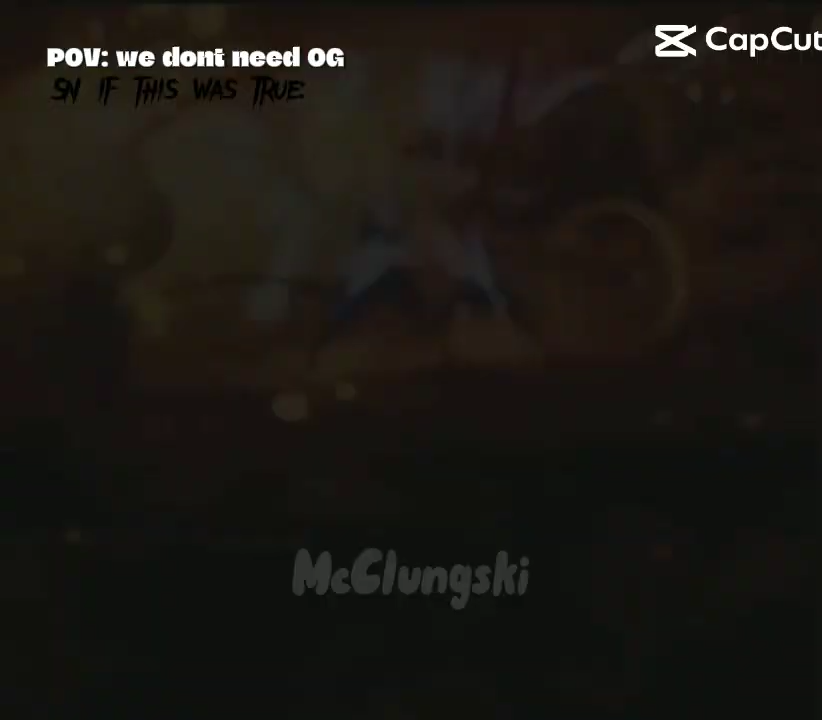 POV: we dont need OG
CapCut
SN IF THIS WAS TRUE:
McClungski